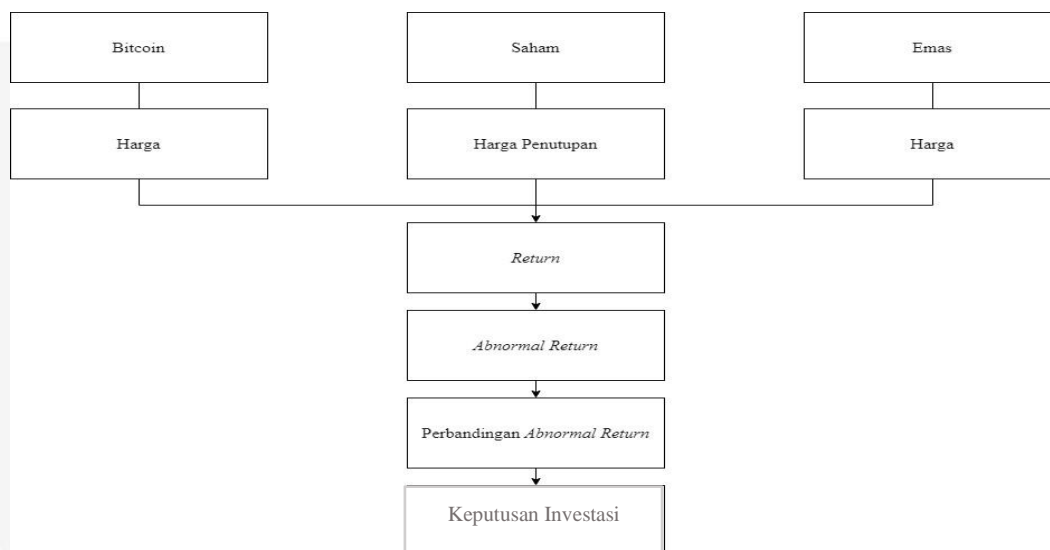 Bitcoin
Saham
Emas
Harga
Harga Penutupan
Harga
Return
Abnormal Return
Perbandingan Abnormal Return
Keputusan Investasi